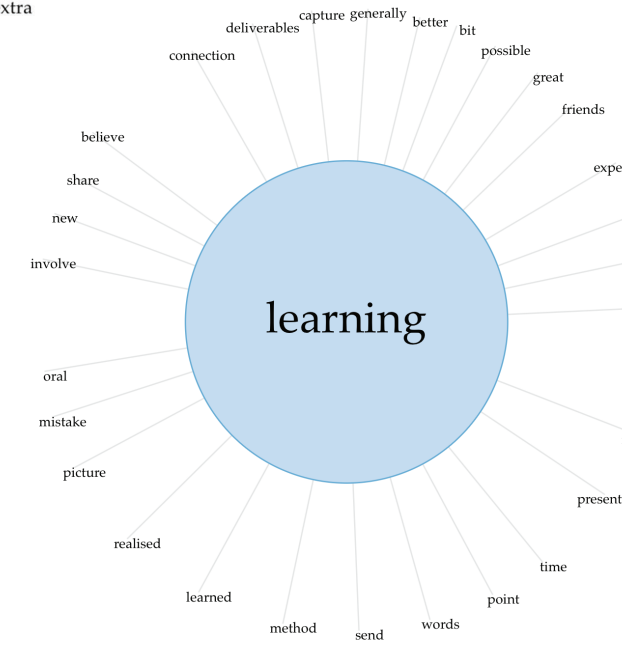 xtra
capture
generally
deliverables
better
bit
connection
possible
great
friends
believe
expe
share
new
involve
learning
oral
mistake
picture
present
realised
time
learned
point
method
send
words